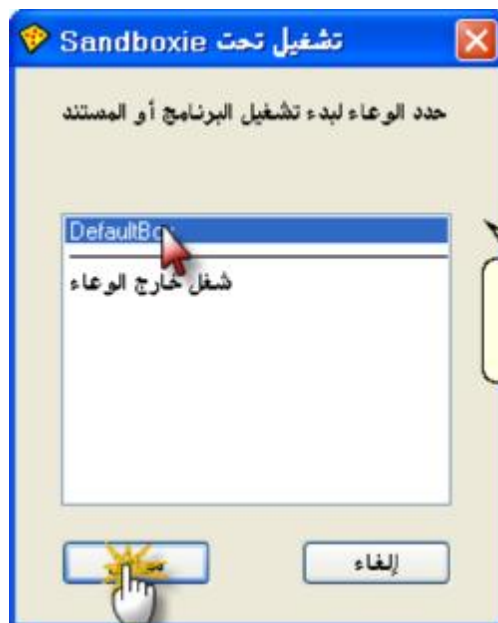 تشغيل تحت Sandboxie
حدد الوعاء لبدء تشغيل البرنامج أو المستند
DefaultBox
شغل خارج الوعاء
إلغاء